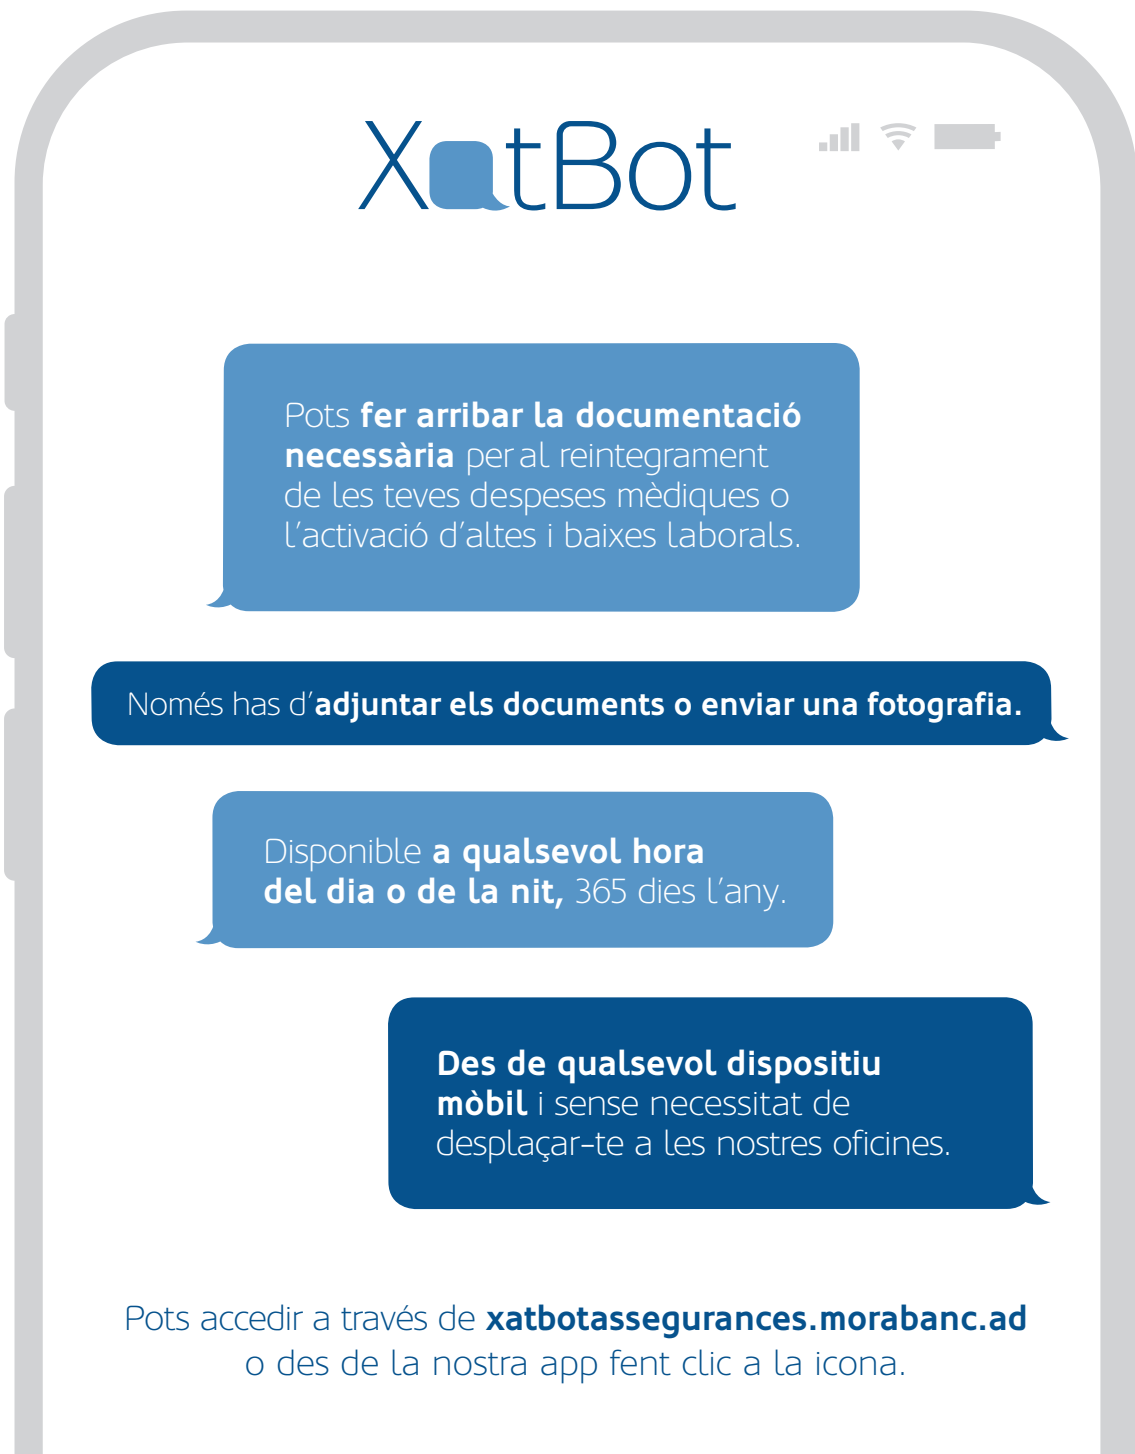 XatBot
Pots fer arribar la documentació
necessària per al reintegrament
de les teves despeses mèdiques o
l'activació d'altes i baixes laborals.
Només has d'adjuntar els documents o enviar una fotografia.
Disponible a qualsevol hora
del dia o de la nit, 365 dies l'any.
Des de qualsevol dispositiu
mòbil i sense necessitat de
desplaçar-te a les nostres oficines.
Pots accedir a través de xatbotassegurances.morabanc.ad
o des de la nostra app fent clic a la icona.